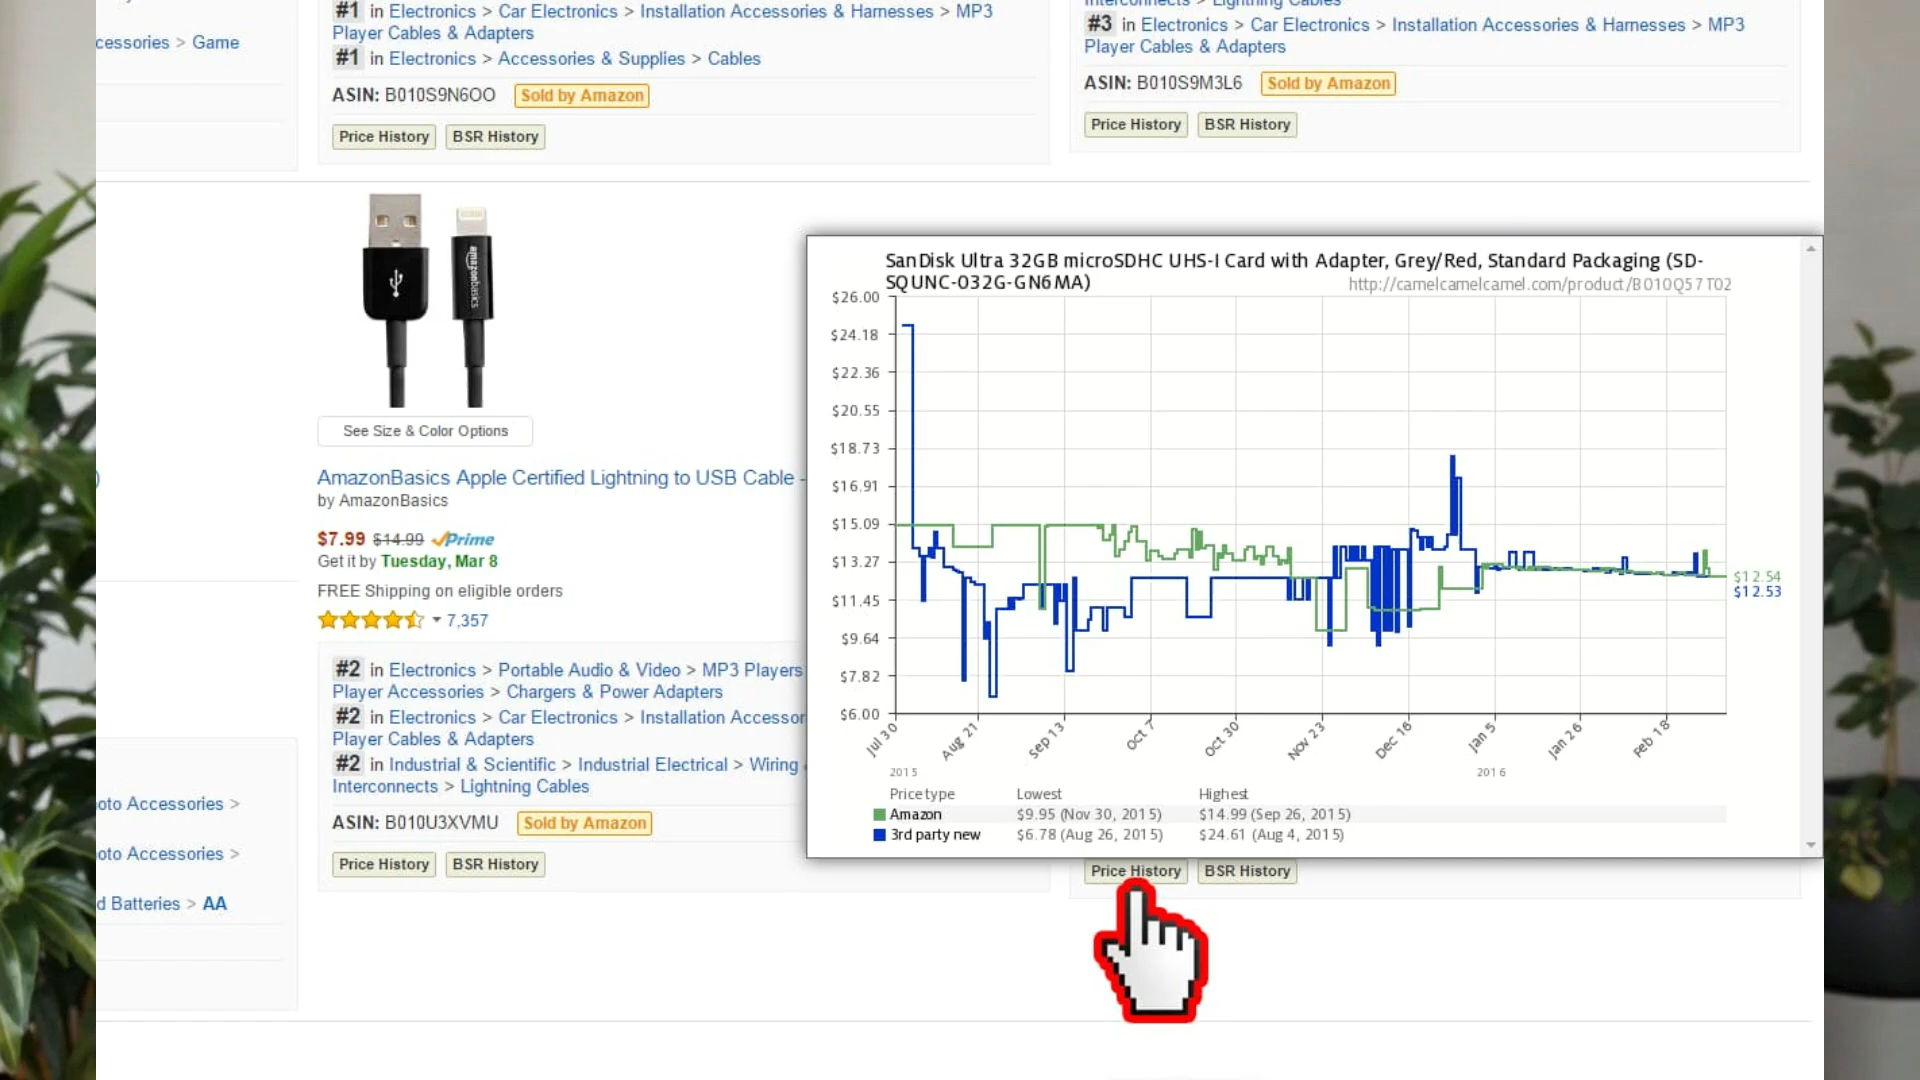 cessories > Game
#1 in Electronics > Car Electronics > Installation Accessories & Harnesses > MP3
Player Cables & Adapters
#1 in Electronics > Accessories & Supplies > Cables
ASIN: B010S9N6OO Sold by Amazon
Price History BSR History
Interconnects > Lightning Cables
#3 in Electronics > Car Electronics > Installation Accessories & Harnesses > MP3
Player Cables & Adapters
ASIN: B010S9M3L6 Sold by Amazon
Price History BSR History
amazonbasics
See Size & Color Options
)
AmazonBasics Apple Certified Lightning to USB Cable -
by AmazonBasics
$7.99 $14.99 Prime
Get it by Tuesday, Mar 8
FREE Shipping on eligible orders
7,357
#2 in Electronics > Portable Audio & Video > MP3 Players
Player Accessories > Chargers & Power Adapters
#2 in Electronics > Car Electronics > Installation Accessor
Player Cables & Adapters
#2 in Industrial & Scientific > Industrial Electrical > Wiring
Interconnects > Lightning Cables
ASIN: B010U3XVMU Sold by Amazon
Price History BSR History
oto Accessories >
oto Accessories >
d Batteries > AA
SanDisk Ultra 32GB microSDHC UHS-I Card with Adapter, Grey/Red, Standard Packaging (SD-
SQUNC-032G-GN6MA)
http://camelcamelcamel.com/product/B010Q57T02
$26.00
$24.18
$22.36
$20.55
$18.73
$16.91
$15.09
$13.27
$11.45
$9.64
$7.82
$6.00
$12.54
$12.53
Jul 30 Aug 21 Sep 13 Oct 7 Oct 30 Nov 23 Dec 16 Jan 5 Jan 26 Feb 18
2015 2016
Price type Lowest Highest
Amazon $9.95 (Nov 30, 2015) $14.99 (Sep 26, 2015)
3rd party new $6.78 (Aug 26, 2015) $24.61 (Aug 4, 2015)
Price History BSR History